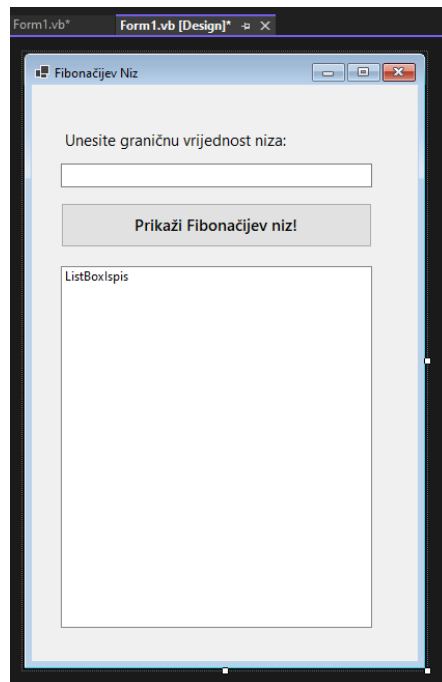 Form1.vb* Form1.vb [Design]*
Fibonačijev Niz
Unesite graničnu vrijednost niza:
Prikaži Fibonačijev niz!
ListBoxIspis